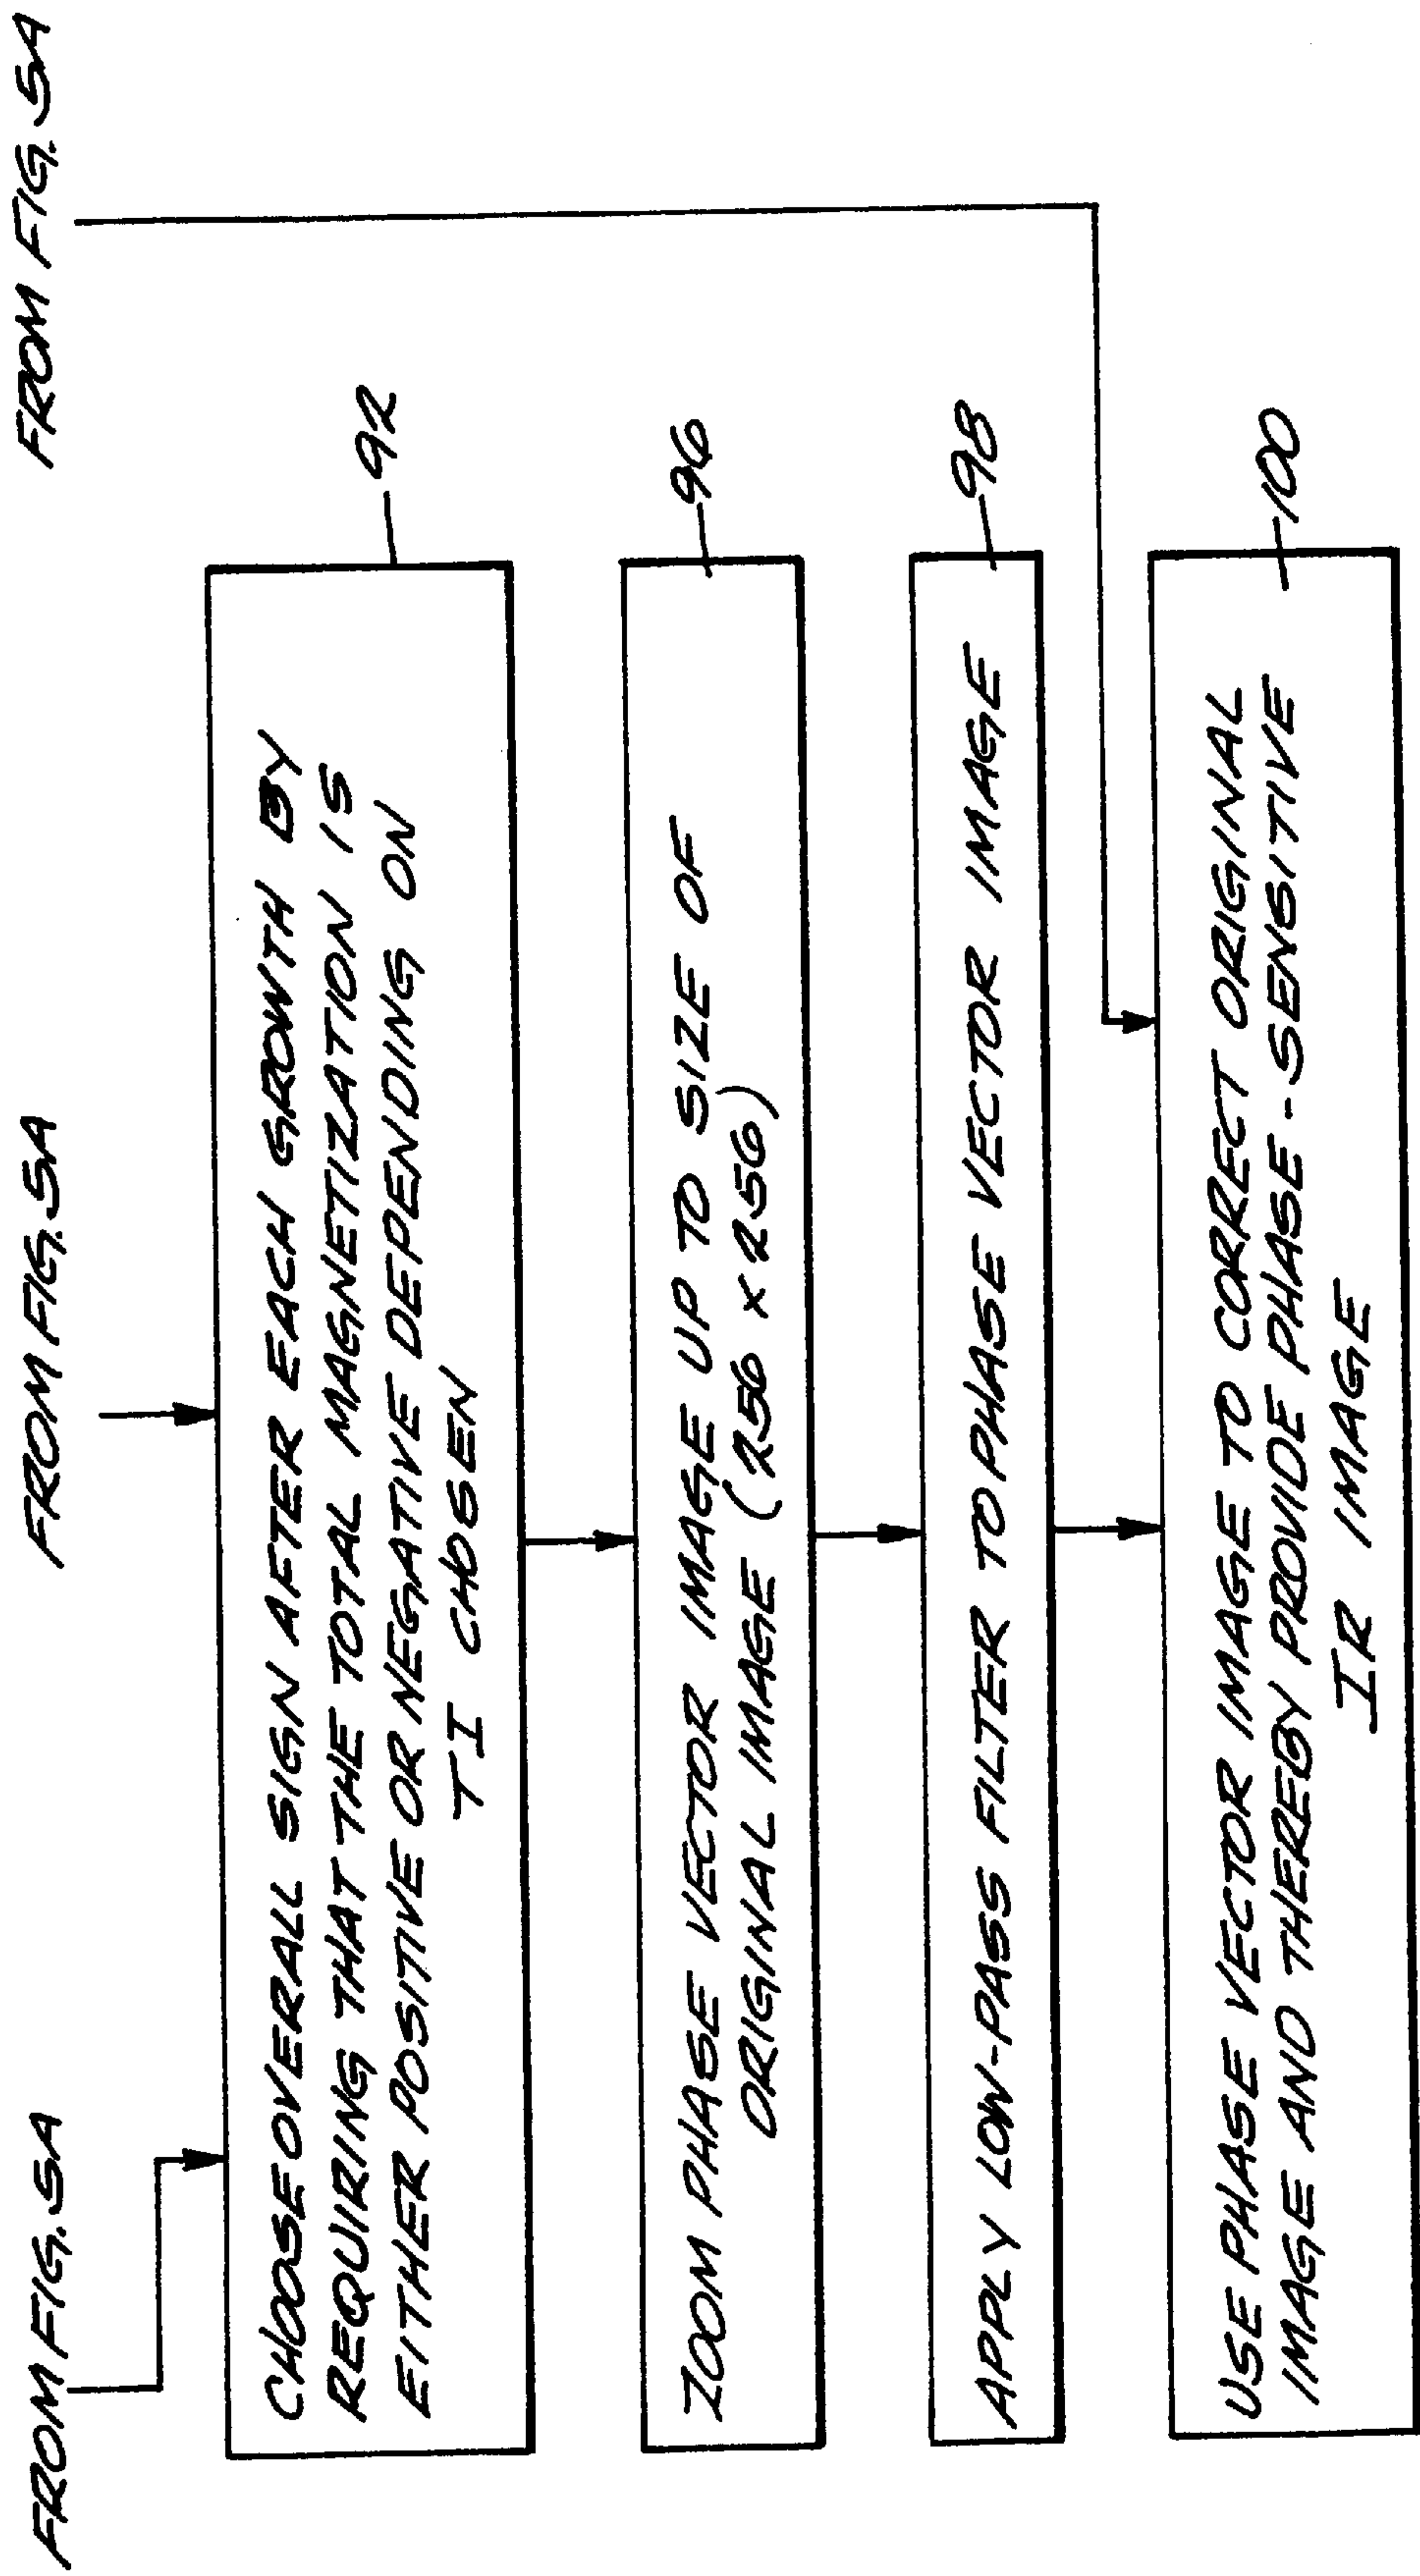 FROM FIG. 5A
FROM FIG. 5A
FROM FIG. 5A
CHOOSE OVERALL SIGN AFTER EACH GROWTH BY
REQUIRING THAT THE TOTAL MAGNETIZATION IS
EITHER POSITIVE OR NEGATIVE DEPENDING ON
TI CHOSEN
92
ZOOM PHASE VECTOR IMAGE UP TO SIZE OF
ORIGINAL IMAGE (256 x 256)
96
APPLY LOW-PASS FILTER TO PHASE VECTOR IMAGE
98
USE PHASE VECTOR IMAGE TO CORRECT ORIGINAL
IMAGE AND THEREBY PROVIDE PHASE-SENSITIVE
IR IMAGE
100